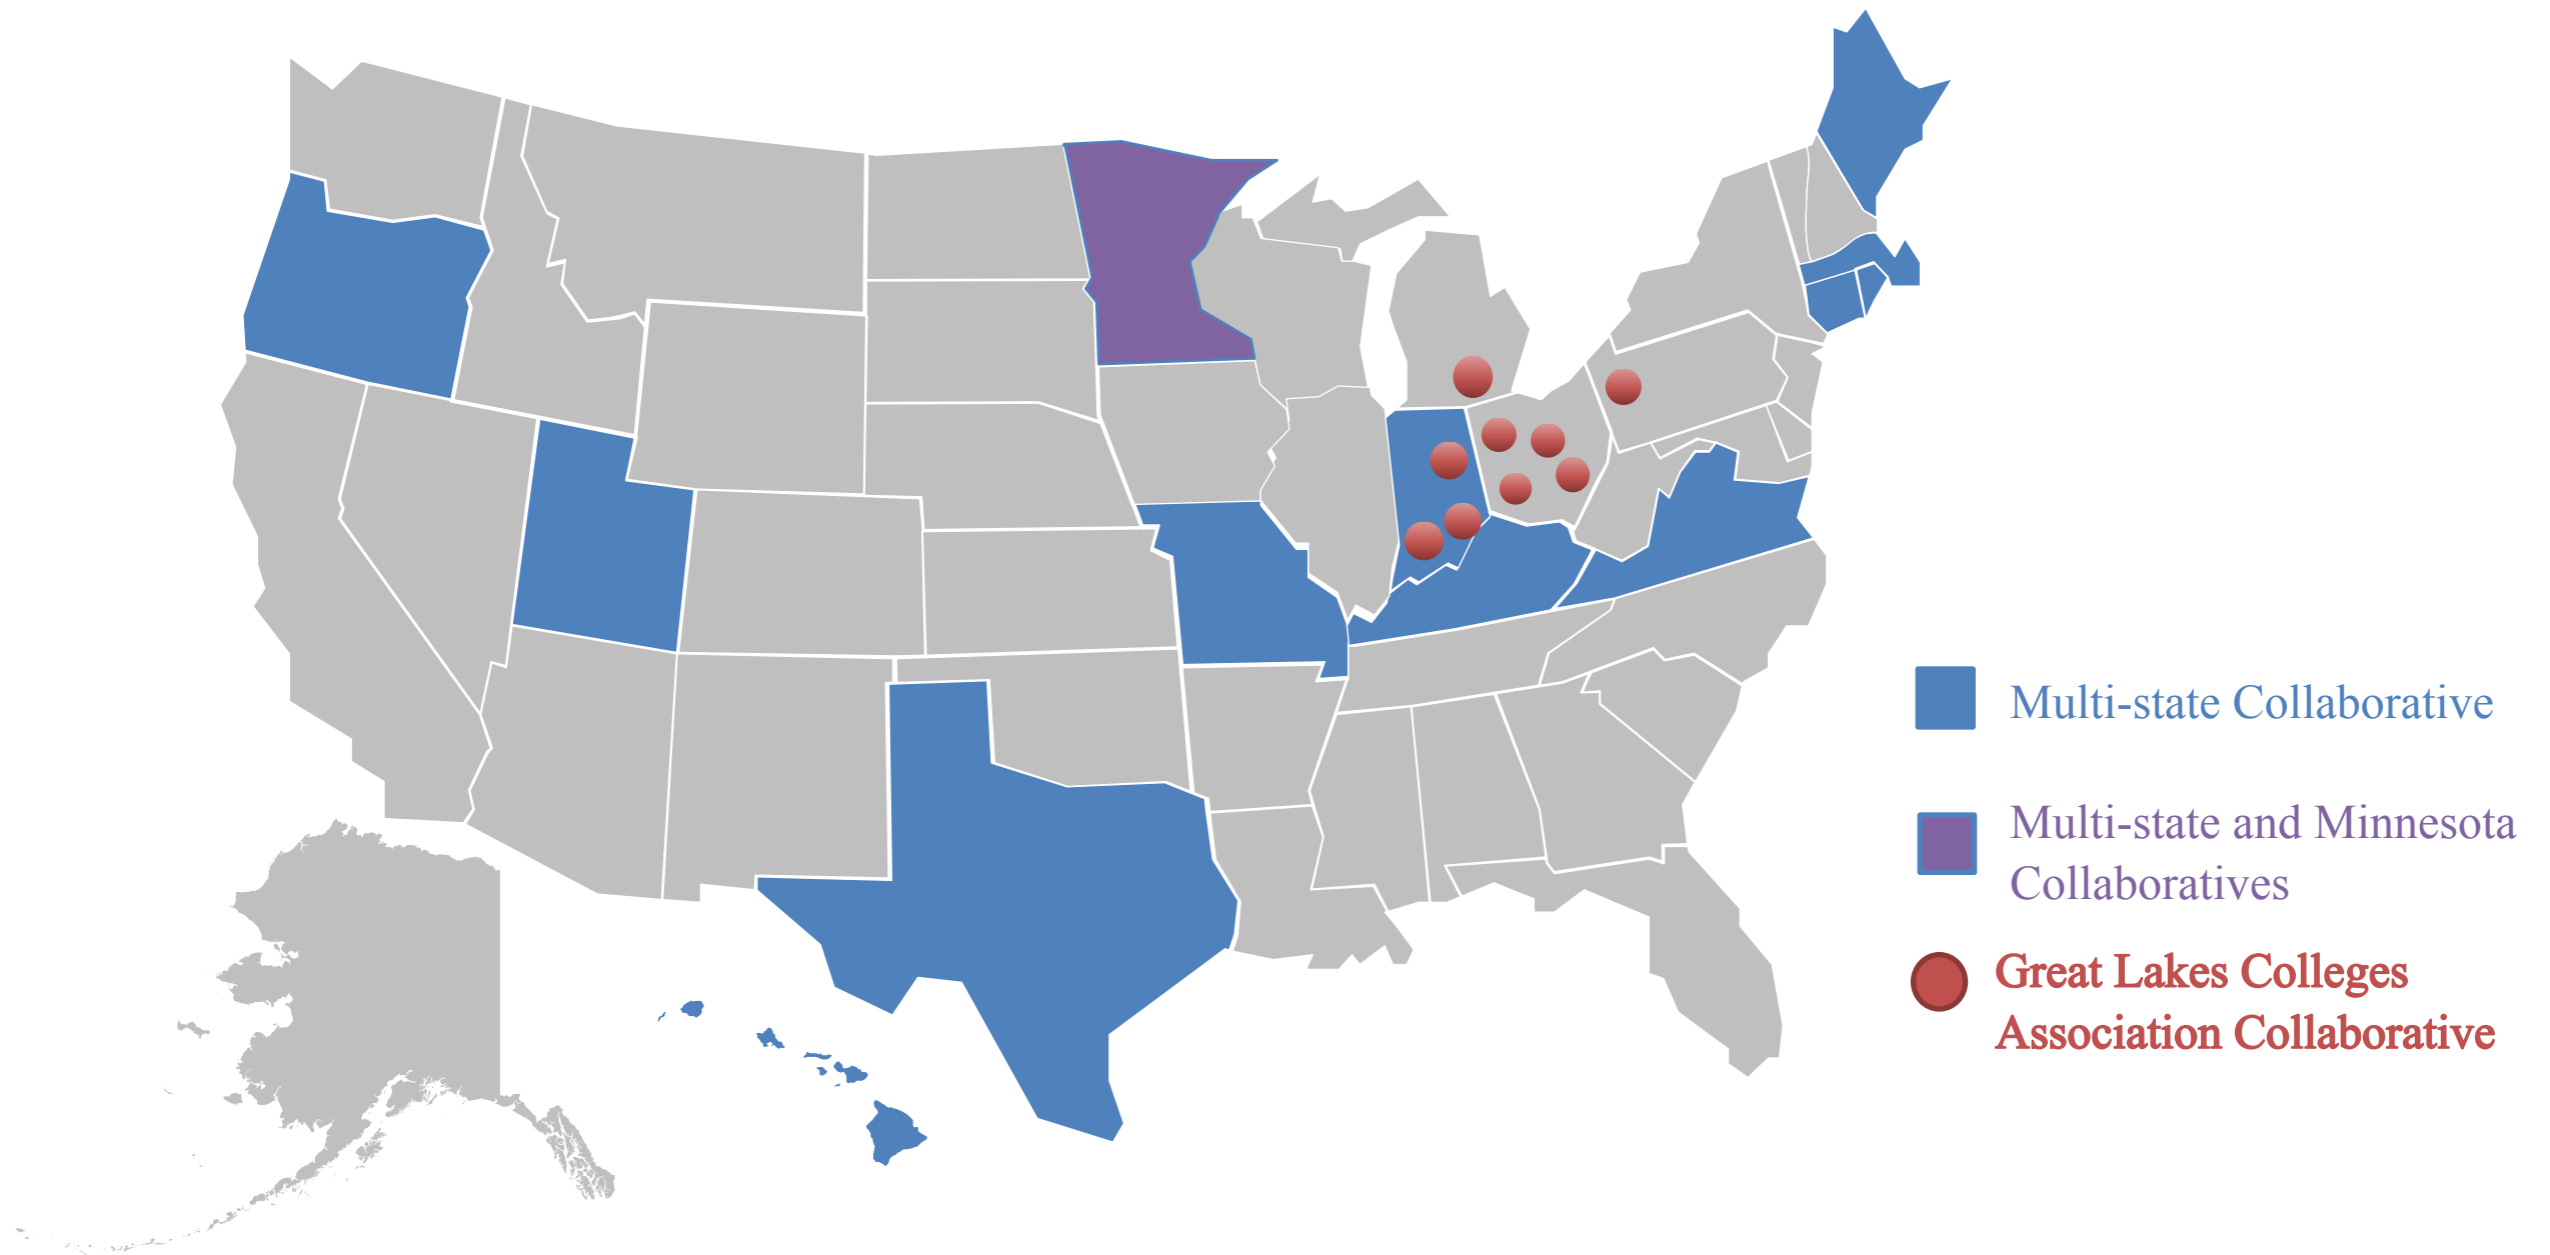 Multi-state Collaborative
Multi-state and Minnesota
Collaboratives
Great Lakes Colleges
Association Collaborative